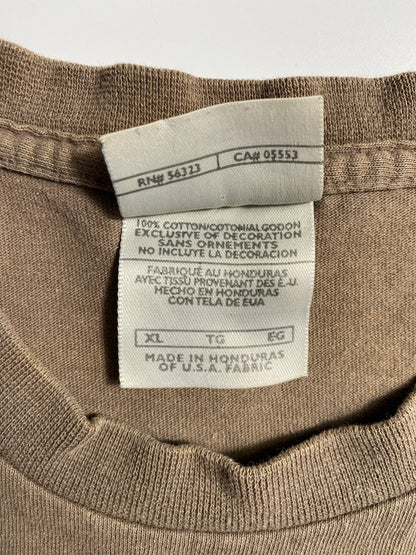 RN# 56323 CA# 05553
100% COTTON/COTON/ALGODON
EXCLUSIVE OF DECORATION
SANS ORNEMENTS
NO INCLUYE LA DECORACION
FABRIQUÉ AU HONDURAS
AVEC TISSU PROVENANT DES É.-U.
HECHO EN HONDURAS
CON TELA DE EUA
XL TG EG
MADE IN HONDURAS
OF U.S.A. FABRIC